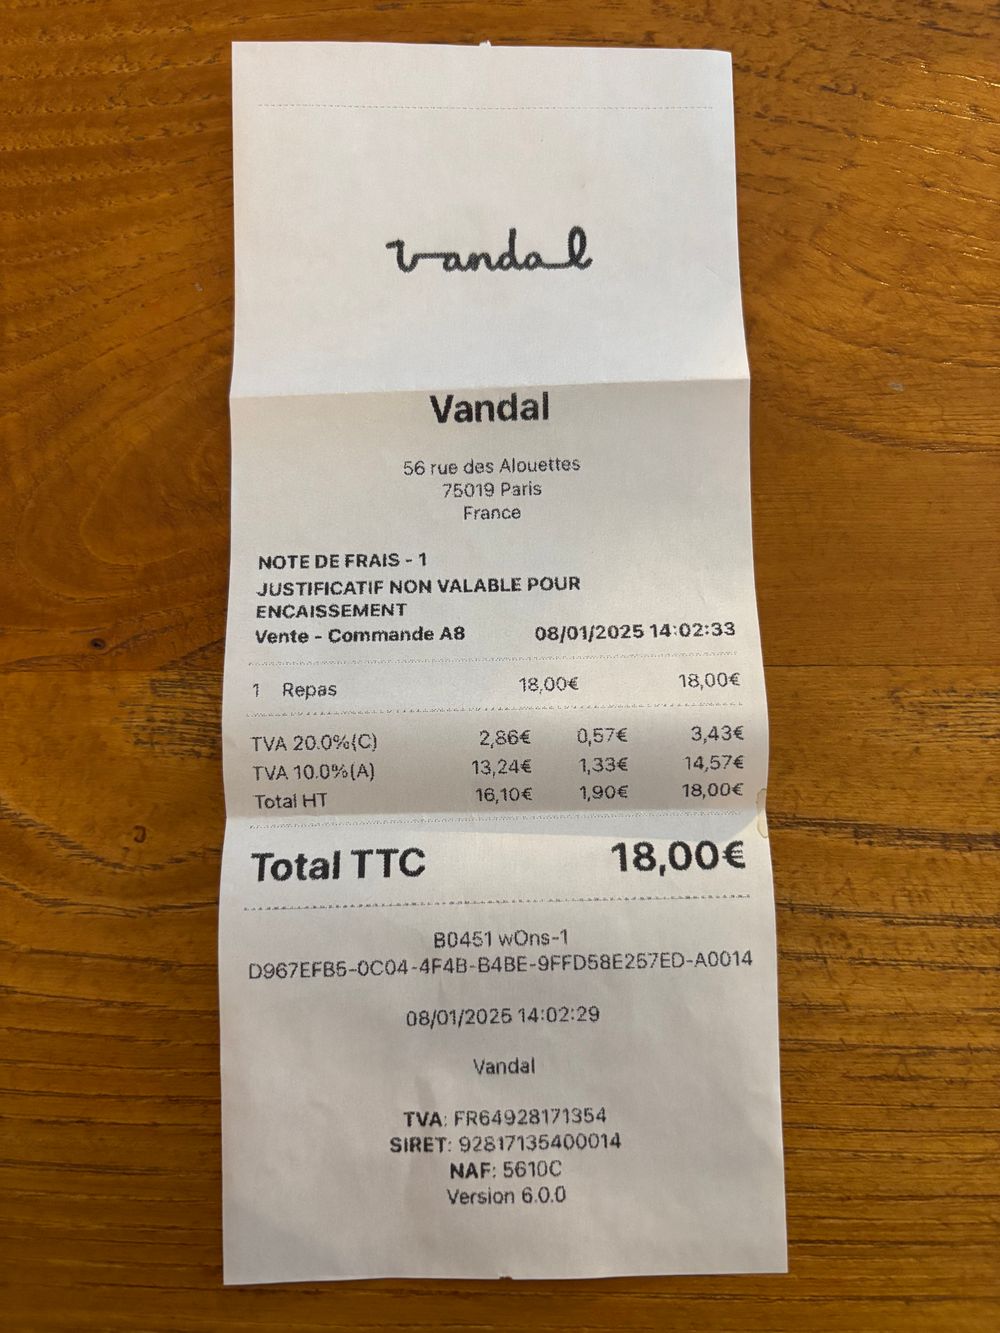 vandal
Vandal
56 rue des Alouettes
75019 Paris
France
NOTE DE FRAIS - 1
JUSTIFICATIF NON VALABLE POUR
ENCAISSEMENT
Vente - Commande A8 08/01/2025 14:02:33
1 Repas 18,00€ 18,00€
TVA 20.0%(C) 2,86€ 0,57€ 3,43€
TVA 10.0%(A) 13,24€ 1,33€ 14,57€
Total HT 16,10€ 1,90€ 18,00€
Total TTC 18,00€
B0451 wOns-1
D967EFB5-0C04-4F4B-B4BE-9FFD58E257ED-A0014
08/01/2025 14:02:29
Vandal
TVA: FR64928171354
SIRET: 92817135400014
NAF: 5610C
Version 6.0.0